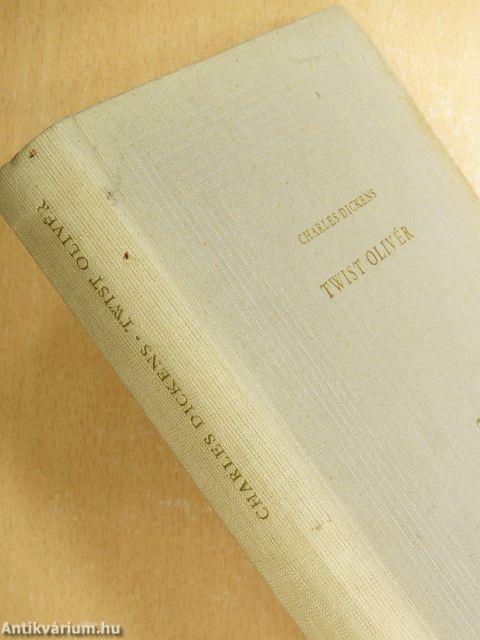 CHARLES DICKENS
TWIST OLIVÉR
CHARLES DICKENS · TWIST OLIVÉR
Antikvárium.hu